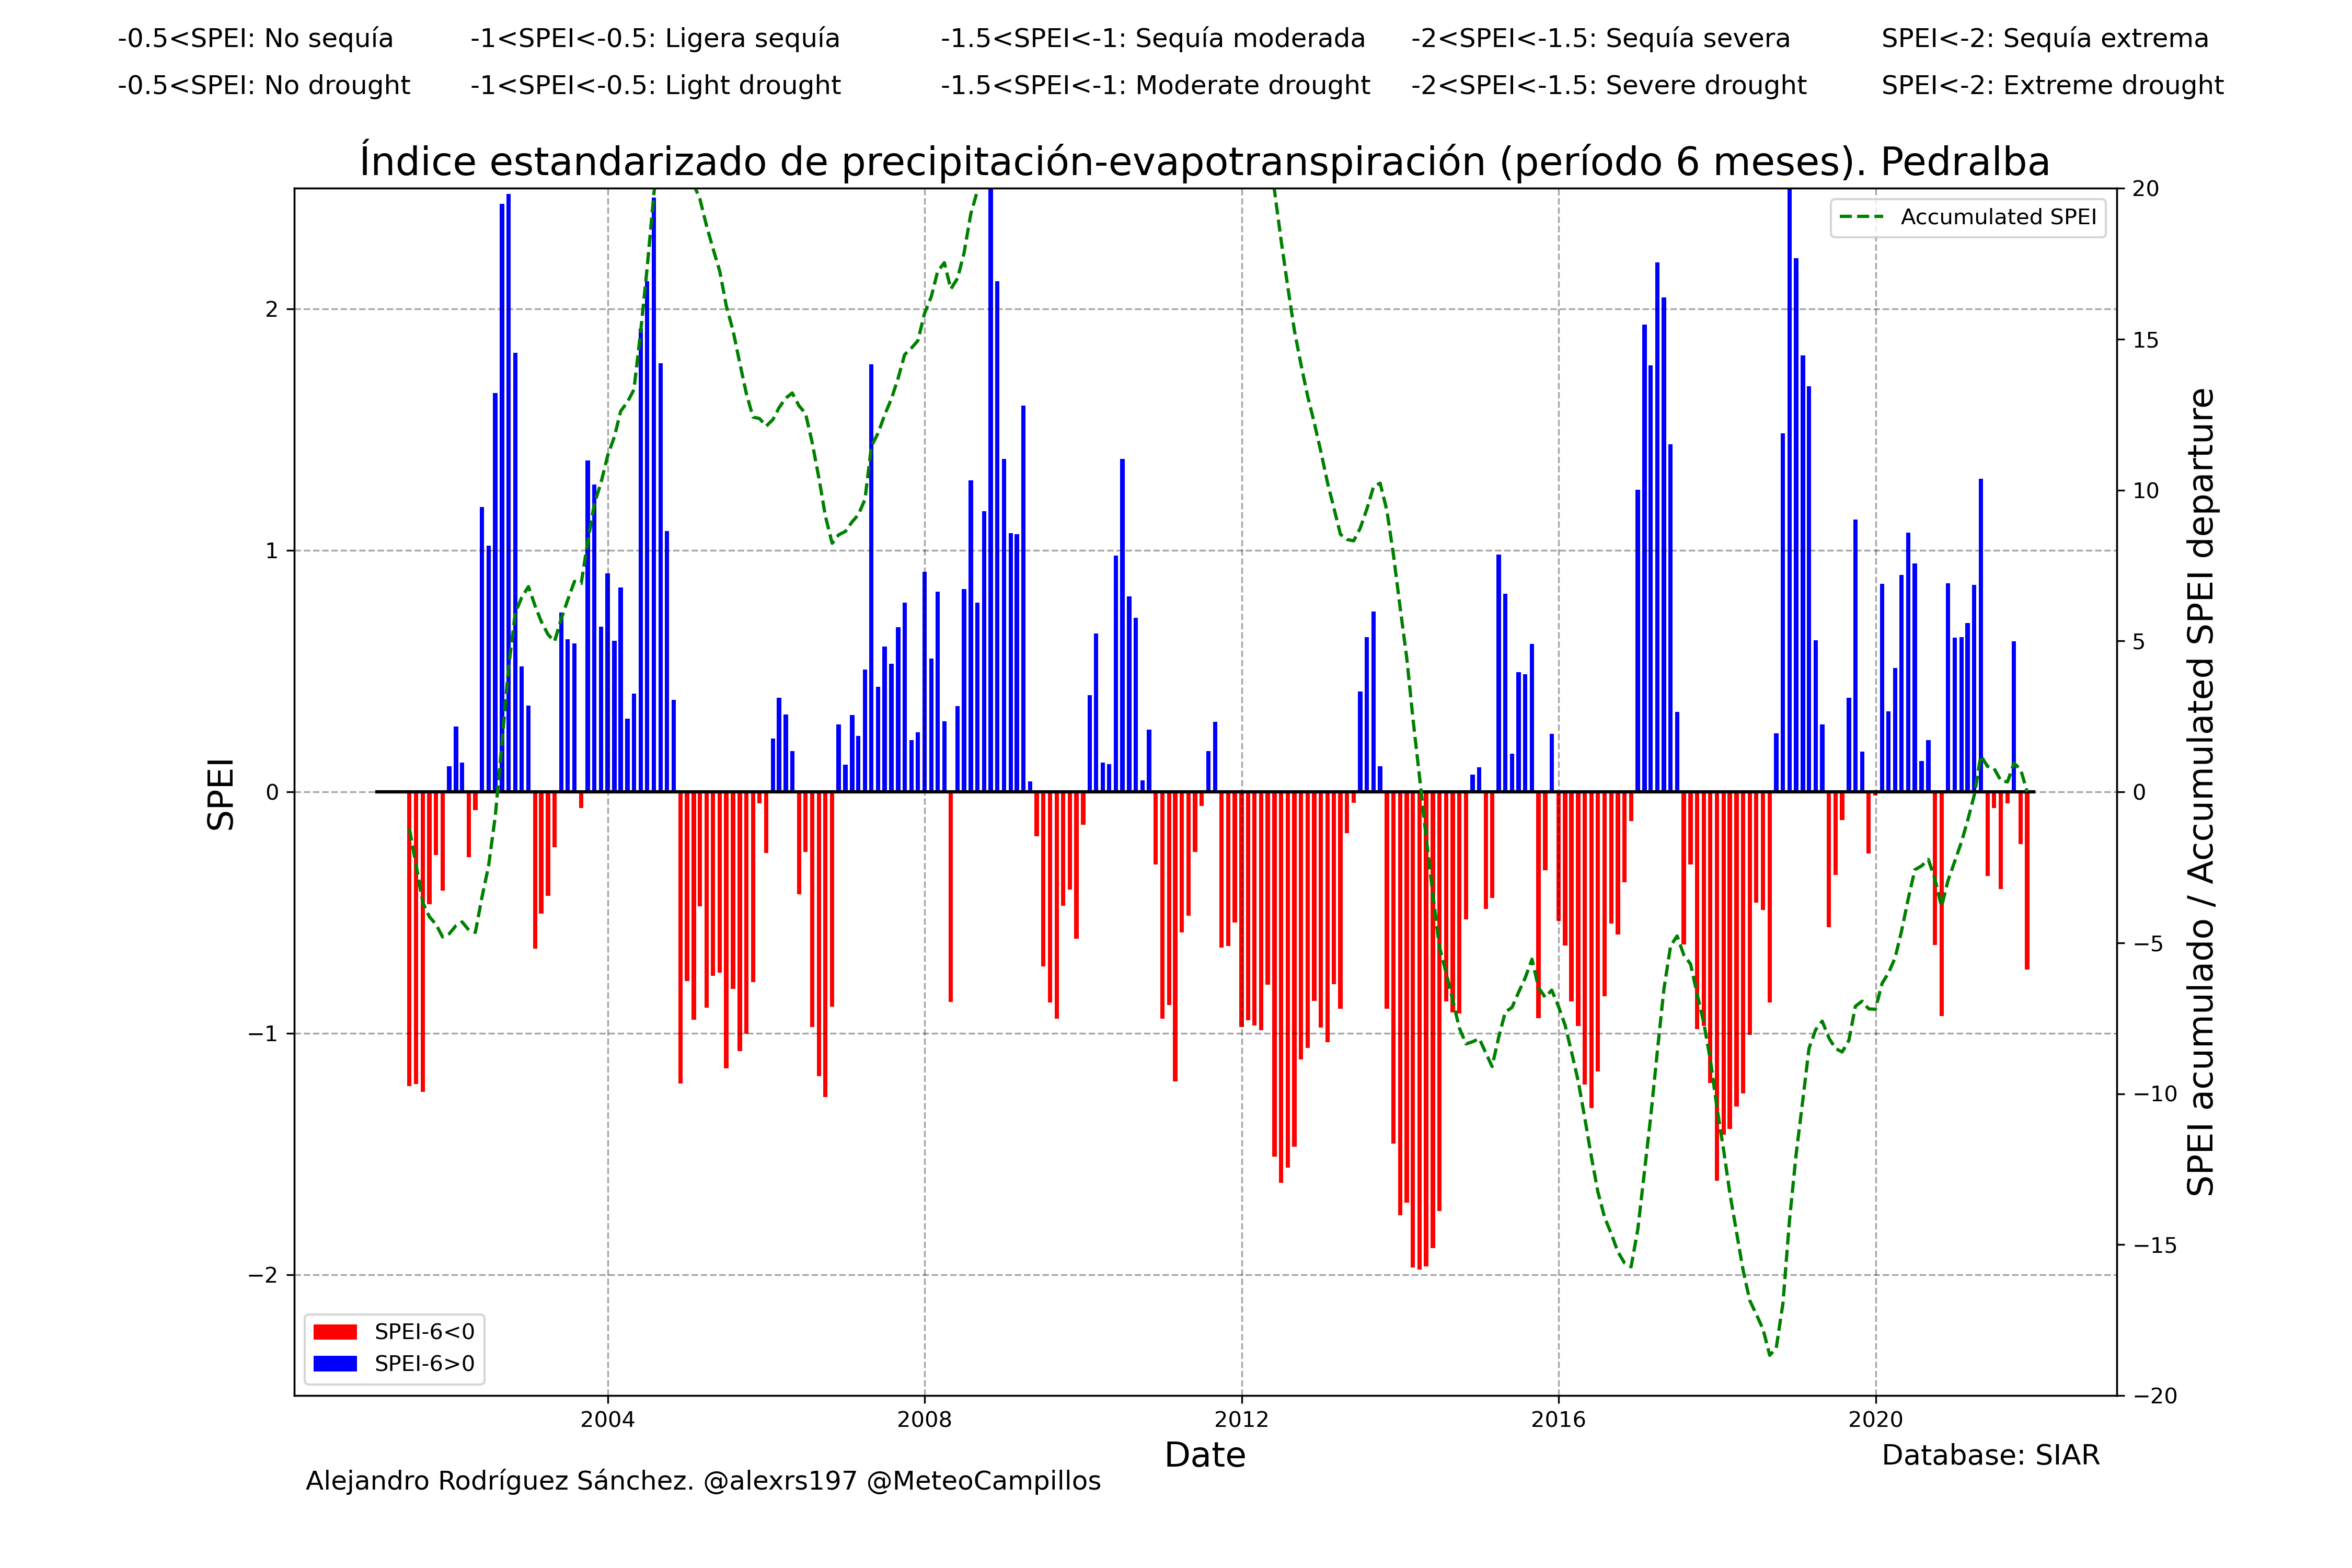 -0.5<SPEI: No sequía -1<SPEI<-0.5: Ligera sequía -1.5<SPEI<-1: Sequía moderada -2<SPEI<-1.5: Sequía severa SPEI<-2: Sequía extrema
-0.5<SPEI: No drought -1<SPEI<-0.5: Light drought -1.5<SPEI<-1: Moderate drought -2<SPEI<-1.5: Severe drought SPEI<-2: Extreme drought
Índice estandarizado de precipitación-evapotranspiración (período 6 meses). Pedralba
Accumulated SPEI
SPEI
2
1
0
−1
−2
20
15
10
5
0
−5
−10
−15
−20
SPEI acumulado / Accumulated SPEI departure
SPEI-6<0
SPEI-6>0
2004 2008 2012 2016 2020
Date
Database: SIAR
Alejandro Rodríguez Sánchez. @alexrs197 @MeteoCampillos